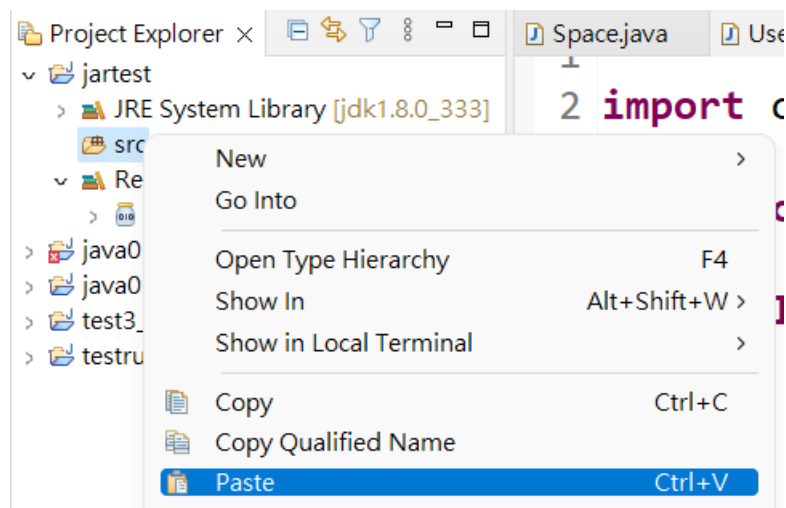 Project Explorer
Space.java
jartest
1
JRE System Library [jdk1.8.0_333]
2 import
src
New
Go Into
Open Type Hierarchy F4
java0
Show In Alt+Shift+W
java0
test3_
Show in Local Terminal
testru
Copy Ctrl+C
Copy Qualified Name
Paste Ctrl+V